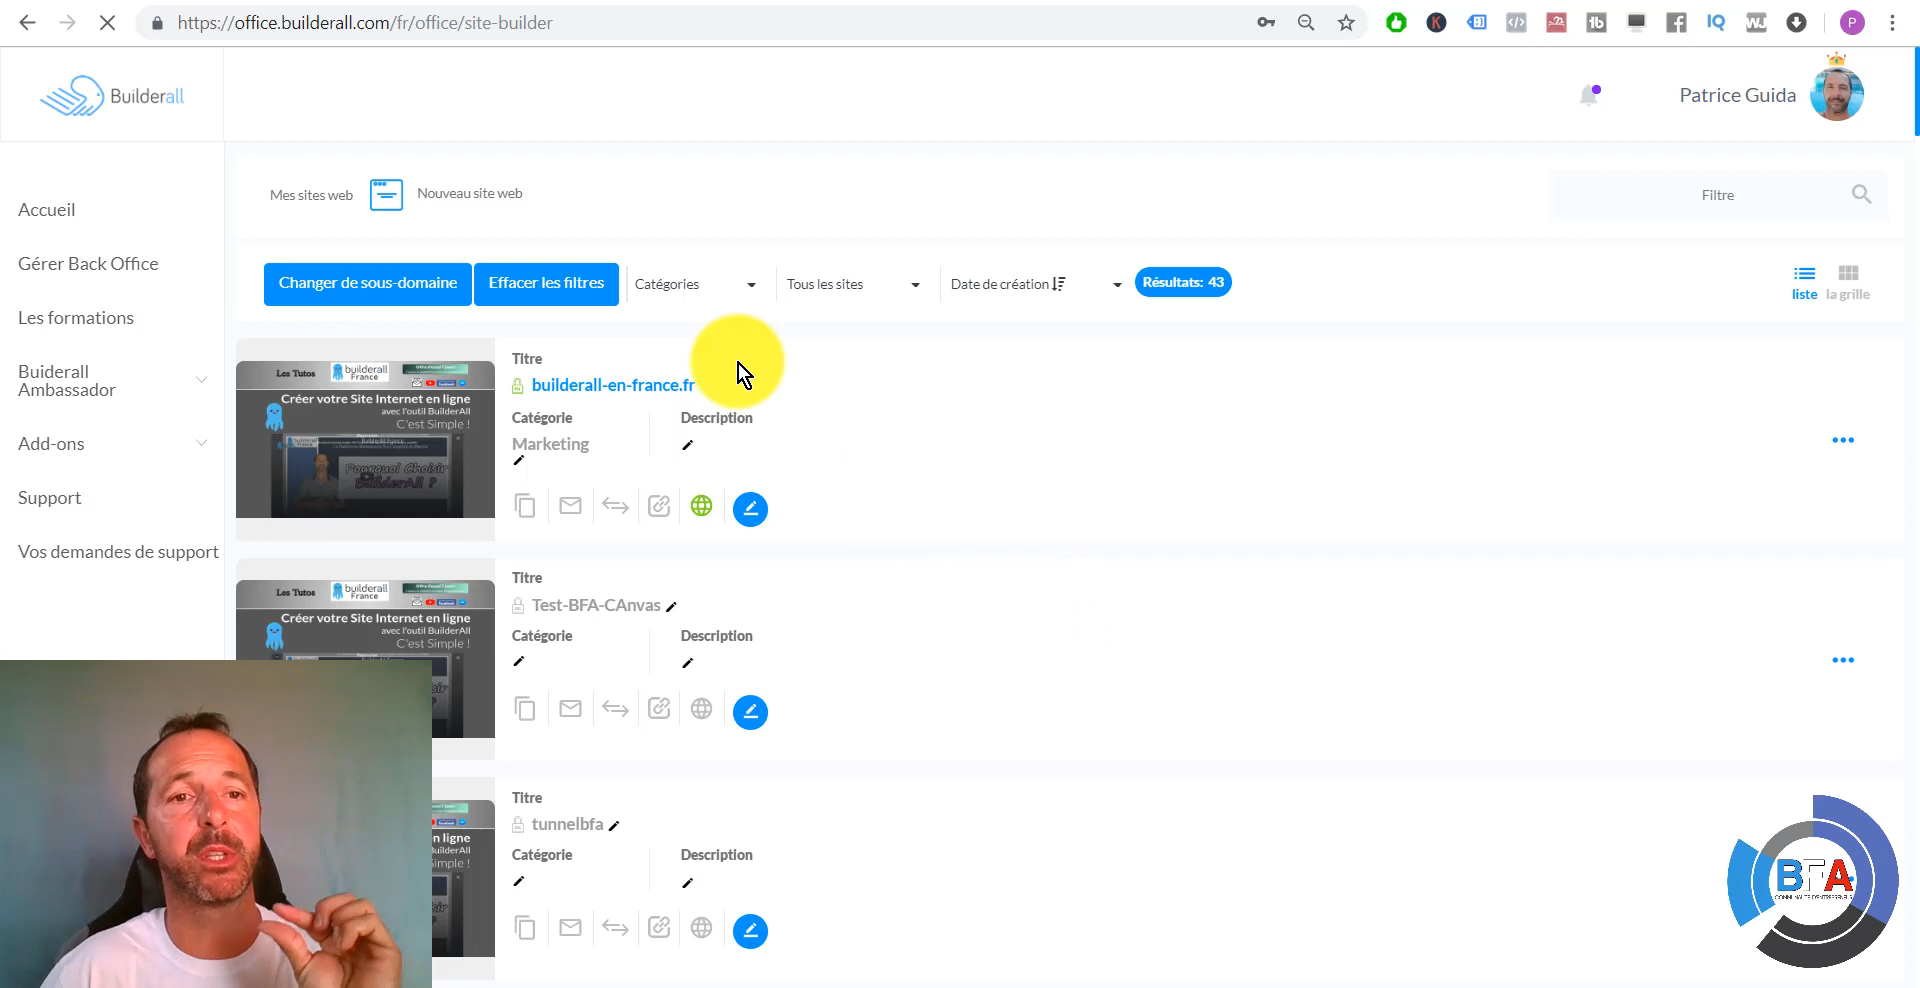 https://office.builderall.com/fr/office/site-builder
P
Builderall
Patrice Guida
Accueil
Gérer Back Office
Les formations
Buiderall
Ambassador
Add-ons
Support
Vos demandes de support
Mes sites web
Nouveau site web
Filtre
Changer de sous-domaine
Effacer les filtres
Catégories
Tous les sites
Date de création
Résultats: 43
liste
la grille
Les Tutos
builderall
France
Créer votre Site Internet en ligne
avec l'outil BuilderAll
C'est Simple !
Pourquoi Choisir
BuilderAll ?
Titre
builderall-en-france.fr
Catégorie
Description
Marketing
Les Tutos
builderall
France
Créer votre Site Internet en ligne
avec l'outil BuilderAll
C'est Simple !
Titre
Test-BFA-CAnvas
Catégorie
Description
Titre
tunnelbfa
Catégorie
Description
BFA
COMMUNAUTÉ D'ENTREPRENEUR